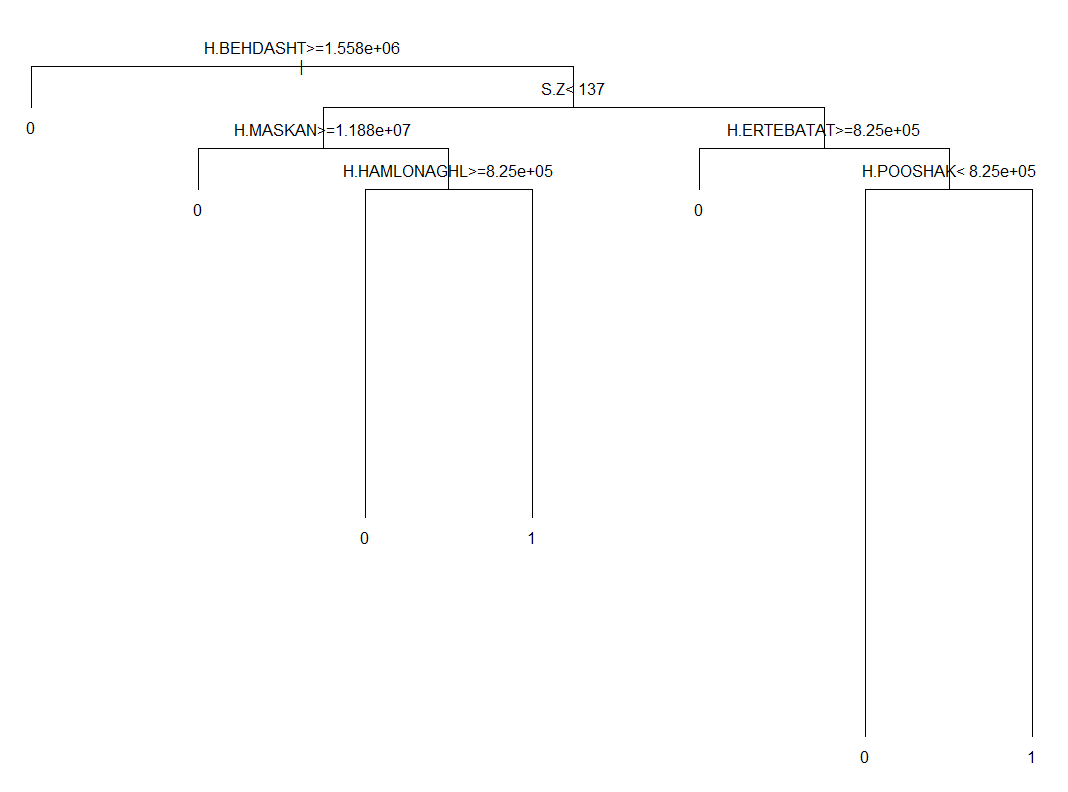 H.BEHDASHT>=1.558e+06
S.Z< 137
0
H.MASKAN>=1.188e+07
H.ERTEBATAT>=8.25e+05
H.HAMLONAGHL>=8.25e+05
H.POOSHAK< 8.25e+05
0
0
0
1
0
1